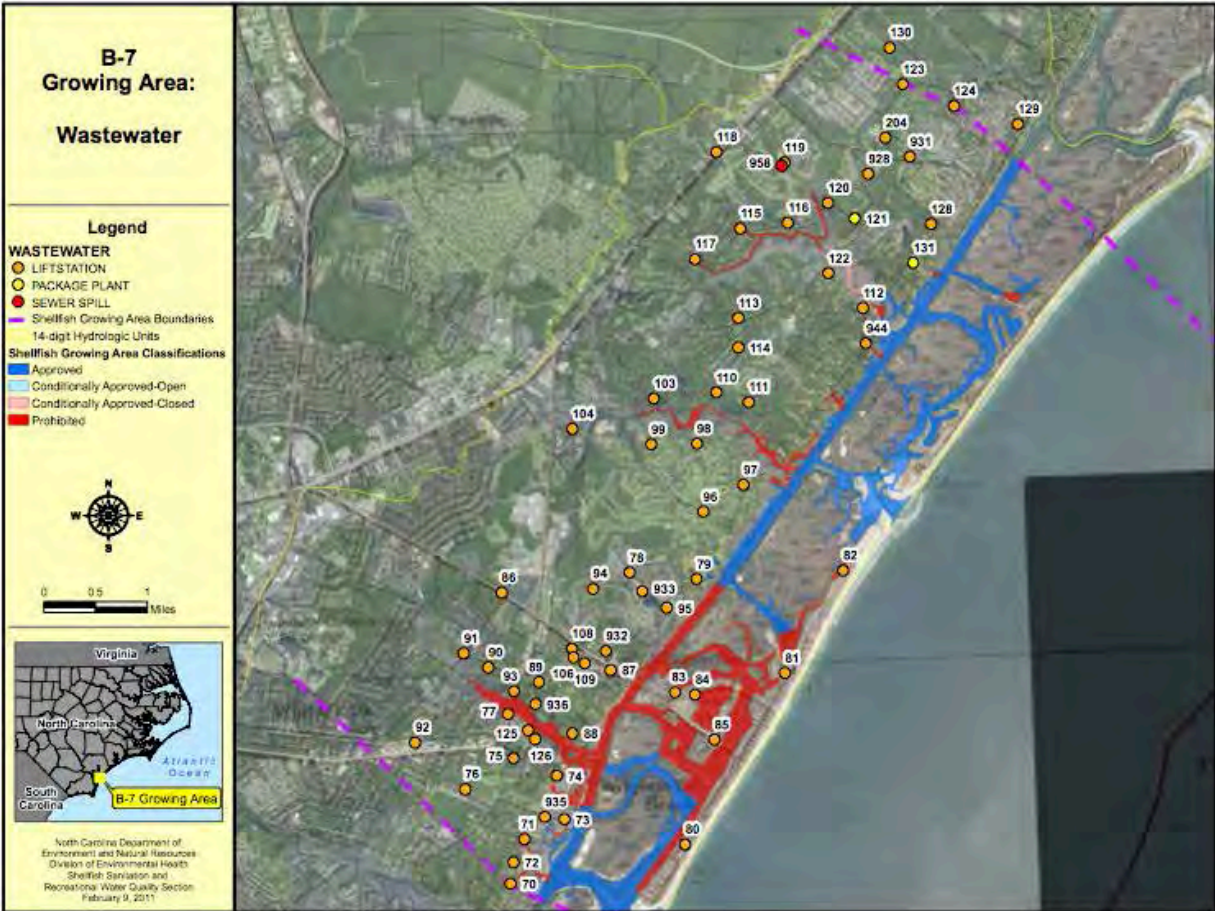 B-7
Growing Area:
Wastewater
Legend
WASTEWATER
LIFTSTATION
PACKAGE PLANT
SEWER SPILL
Shellfish Growing Area Boundaries
14-digit Hydrologic Units
Shellfish Growing Area Classifications
Approved
Conditionally Approved-Open
Conditionally Approved-Closed
Prohibited
N
W E
S
0 0.5 1
Miles
Virginia
North Carolina
Atlantic
Ocean
South
Carolina
B-7 Growing Area
North Carolina Department of
Environment and Natural Resources
Division of Environmental Health
Shellfish Sanitation and
Recreational Water Quality Section
February 9, 2011
130
123
124
129
118
119
958
204
931
928
120
121
128
115
116
117
122
131
112
944
113
114
110
111
103
104
99
98
97
96
82
78
79
86
94
933
95
108
932
91
90
89
106
109
87
93
83
84
81
936
77
92
125
88
85
75
126
76
74
935
73
71
80
72
70